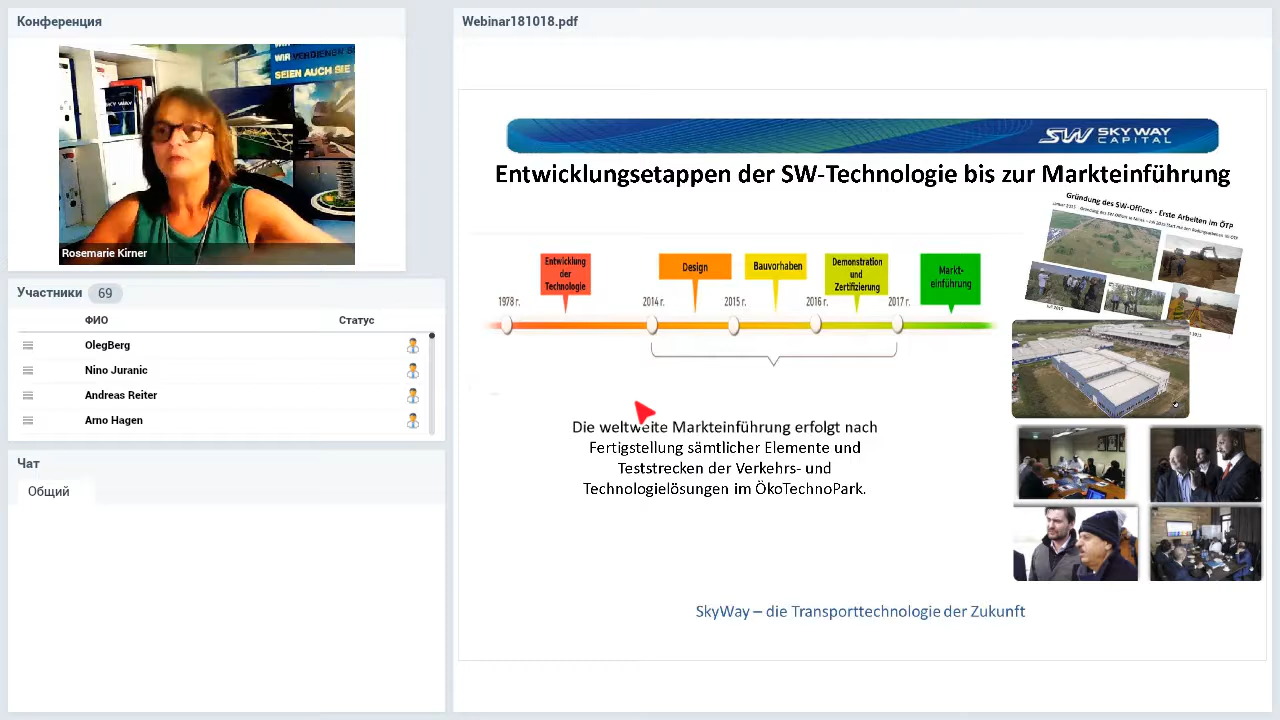 Конференция
WIR
WIR VERDIENEN
SEIEN AUCH SIE
SKY WAY
Rosemarie Kirner
Участники 69
ФИО Статус
OlegBerg
Nino Juranic
Andreas Reiter
Arno Hagen
Чат
Общий
Webinar181018.pdf
SW SKY WAY
CAPITAL
Entwicklungsetappen der SW-Technologie bis zur Markteinführung
Gründung des SW-Offices - Erste Arbeiten im ÖTP
Entwicklung
der
Technologie
Design
Bauvorhaben
Demonstration
und
Zertifizierung
Markt-
einführung
1978 г. 2014 г. 2015 г. 2016 г. 2017 г.
Die weltweite Markteinführung erfolgt nach
Fertigstellung sämtlicher Elemente und
Teststrecken der Verkehrs- und
Technologielösungen im ÖkoTechnoPark.
SkyWay – die Transporttechnologie der Zukunft